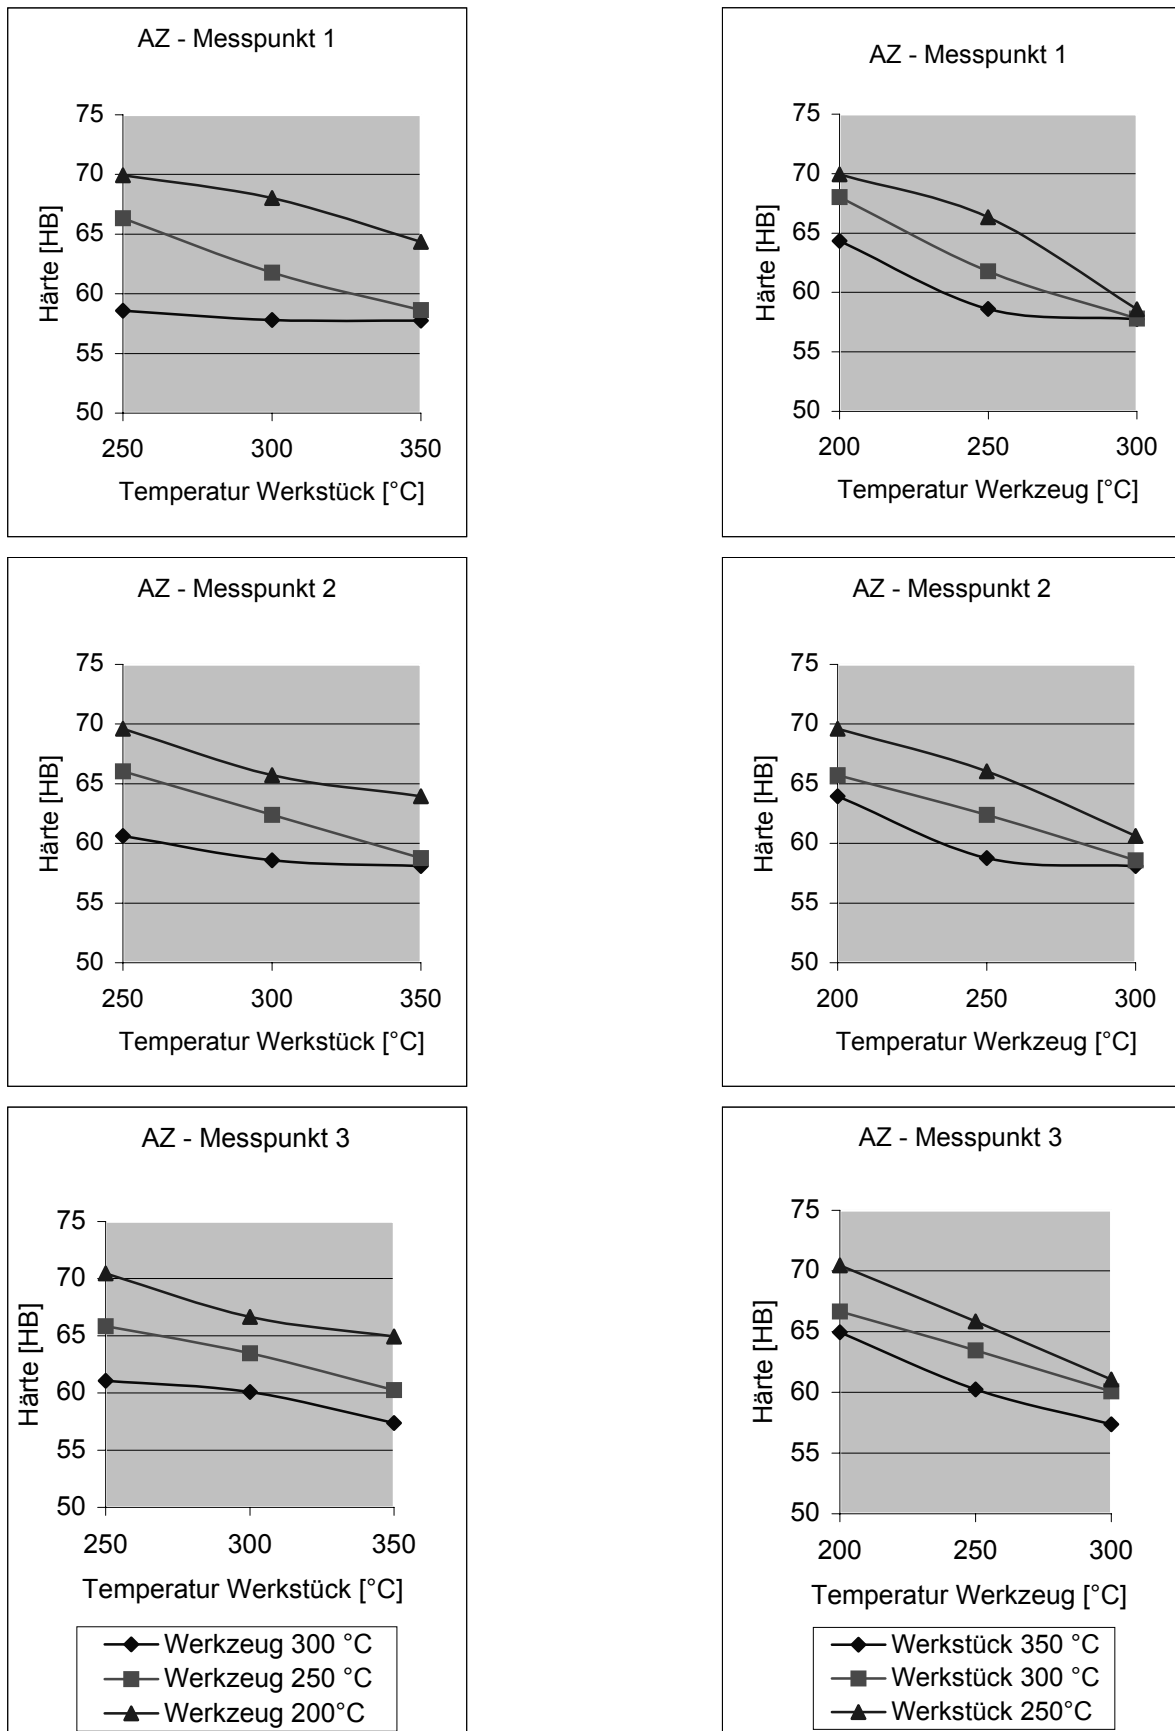 AZ - Messpunkt 1
75
70
65
60
55
50
Härte [HB]
250 300 350
Temperatur Werkstück [°C]
AZ - Messpunkt 1
75
70
65
60
55
50
Härte [HB]
200 250 300
Temperatur Werkzeug [°C]
AZ - Messpunkt 2
75
70
65
60
55
50
Härte [HB]
250 300 350
Temperatur Werkstück [°C]
AZ - Messpunkt 2
75
70
65
60
55
50
Härte [HB]
200 250 300
Temperatur Werkzeug [°C]
AZ - Messpunkt 3
75
70
65
60
55
50
Härte [HB]
250 300 350
Temperatur Werkstück [°C]
Werkzeug 300 °C
Werkzeug 250 °C
Werkzeug 200°C
AZ - Messpunkt 3
75
70
65
60
55
50
Härte [HB]
200 250 300
Temperatur Werkzeug [°C]
Werkstück 350 °C
Werkstück 300 °C
Werkstück 250°C